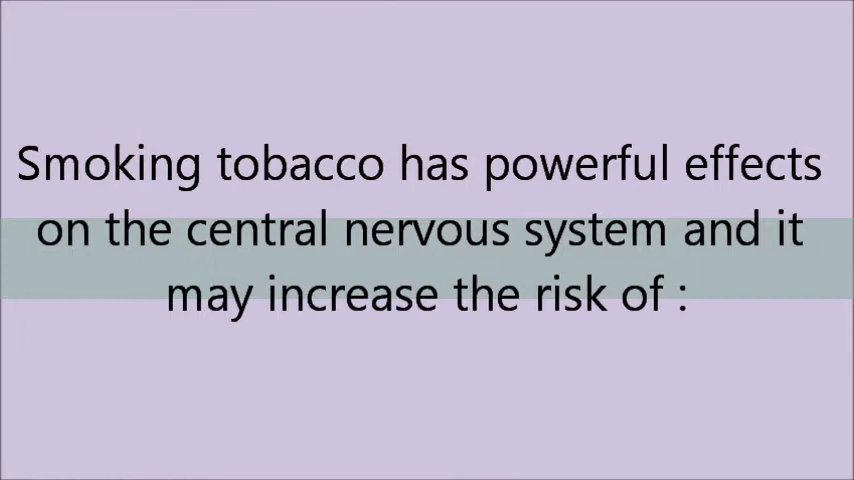 Smoking tobacco has powerful effects
on the central nervous system and it
may increase the risk of :